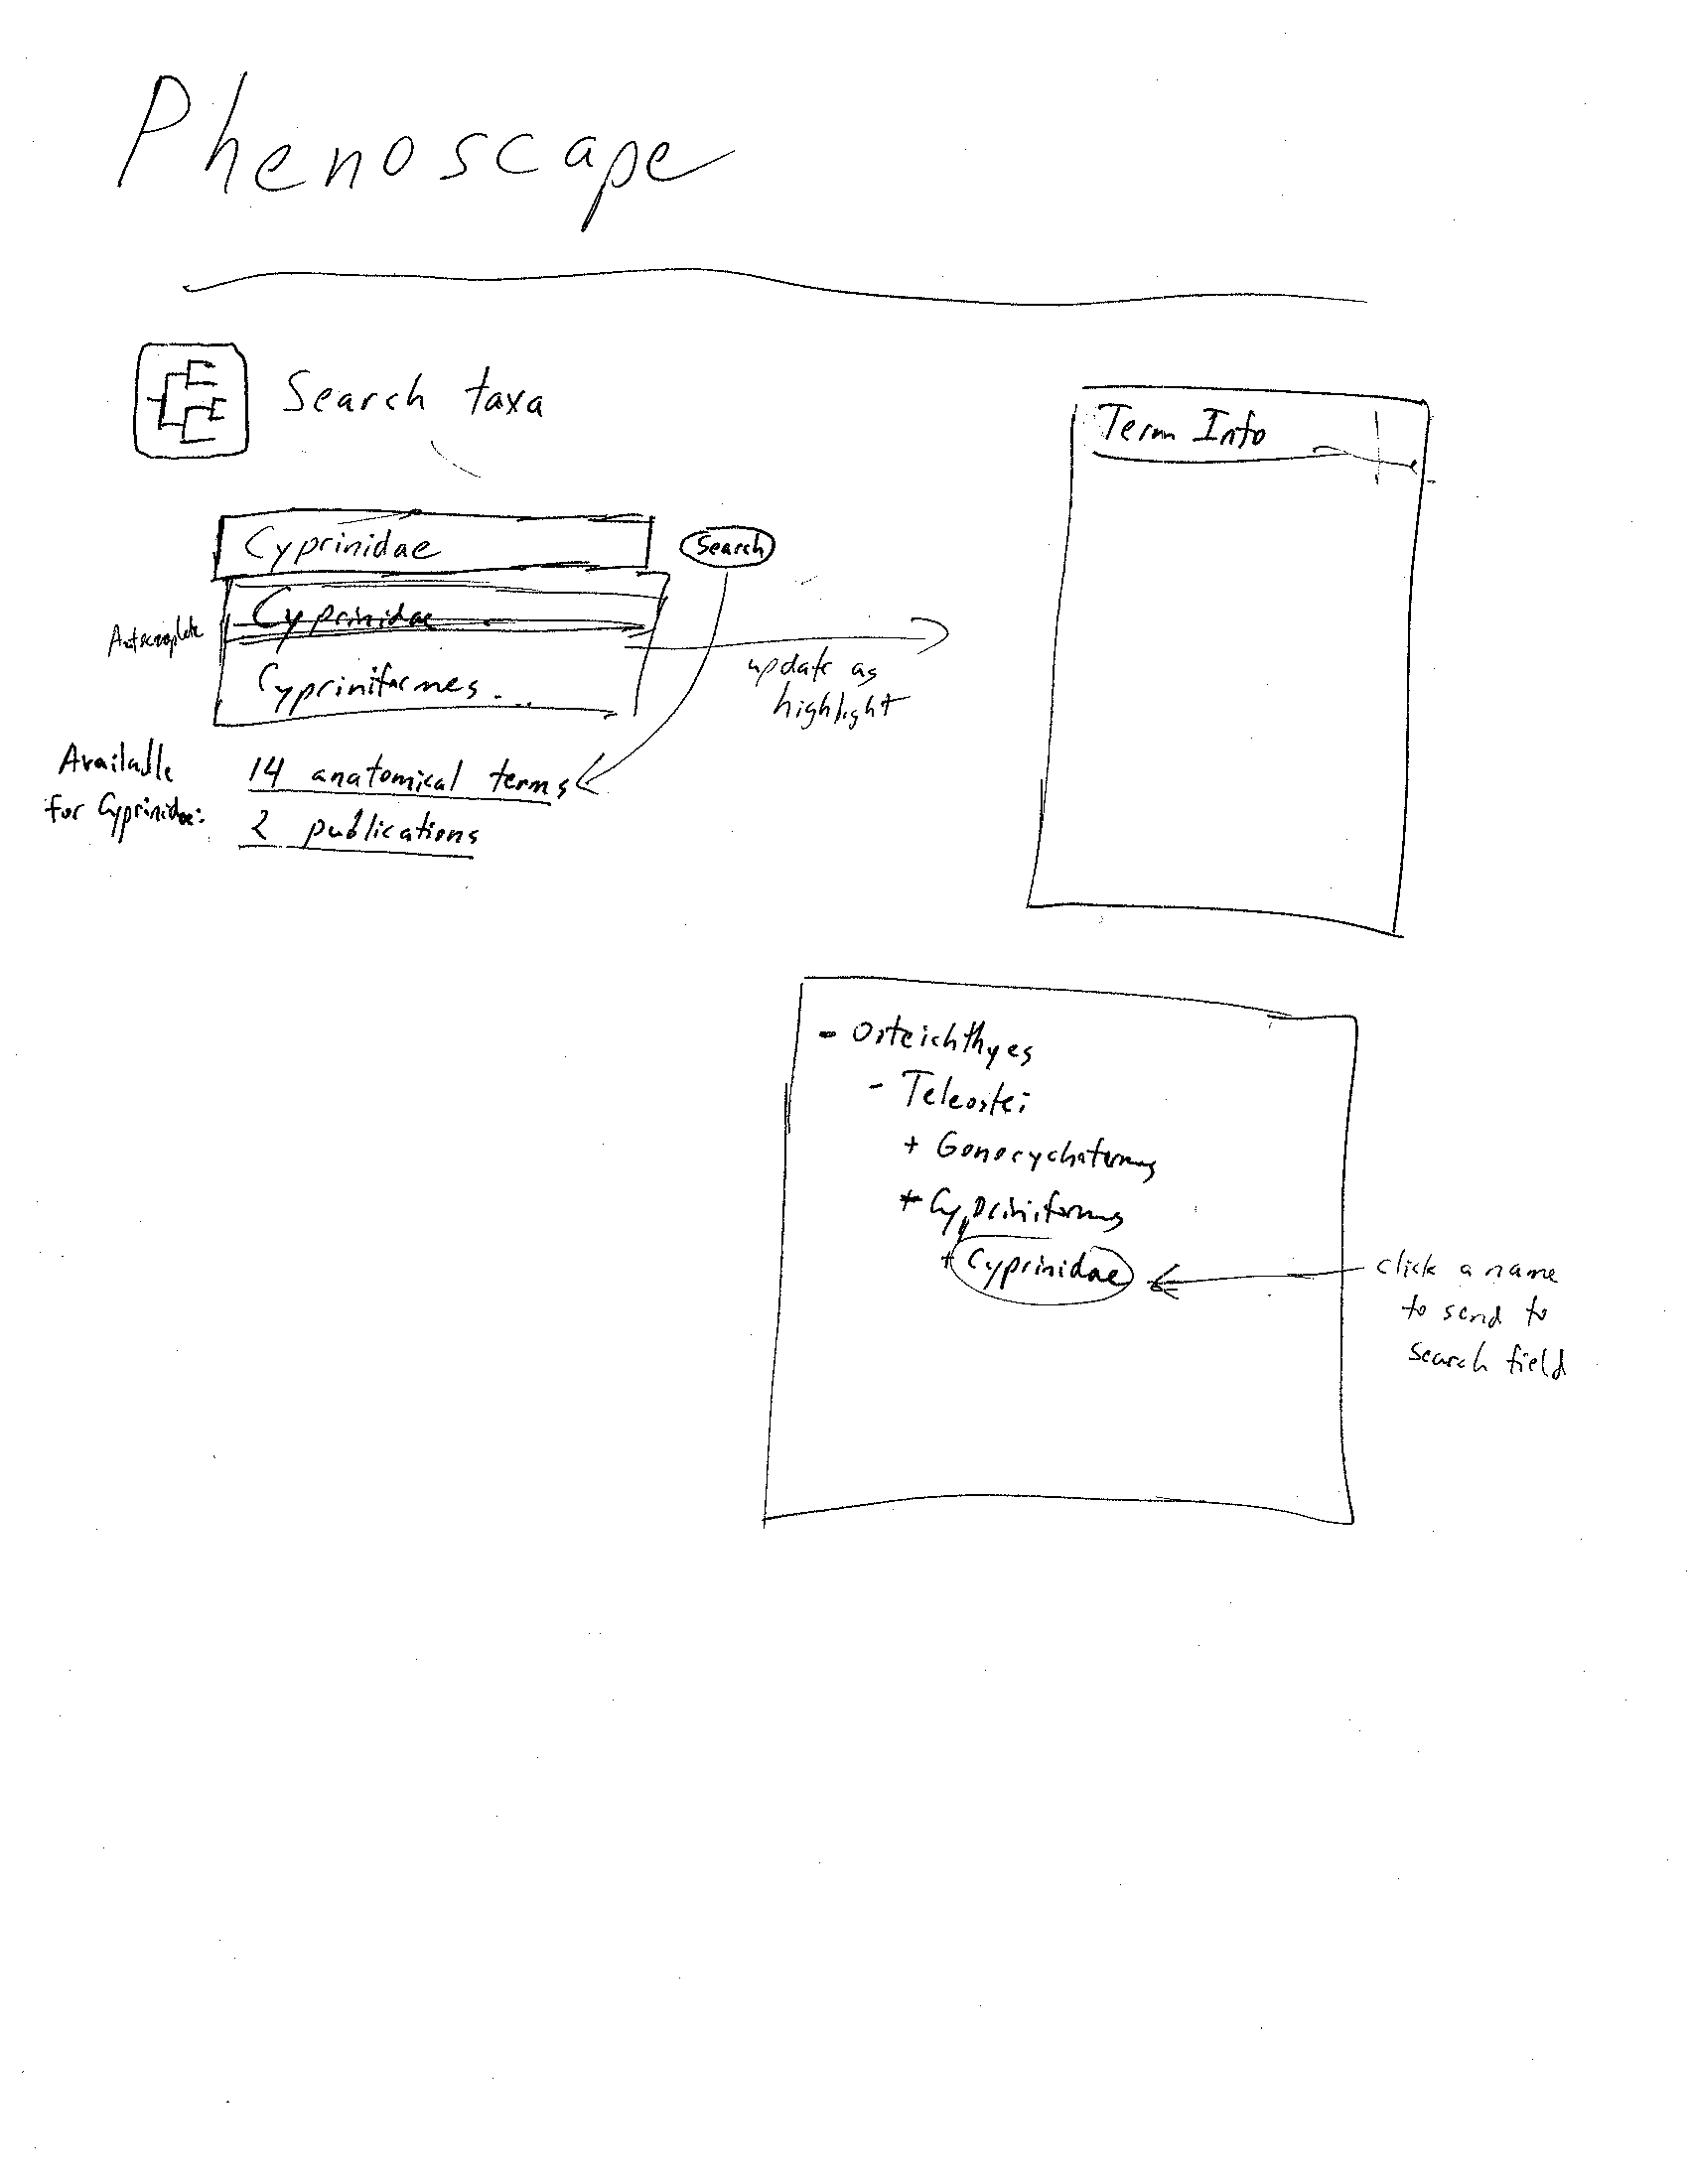 Phenoscape
Search taxa
Term Info
Cyprinidae
Search
Autocomplete
Cyprinidae
Cypriniformes...
update as
highlight
Available
for Cyprinidae:
14 anatomical terms
2 publications
- Osteichthyes
- Teleostei
+
+ Cypriniformes
+ Cyprinidae
click a name
to send to
search field